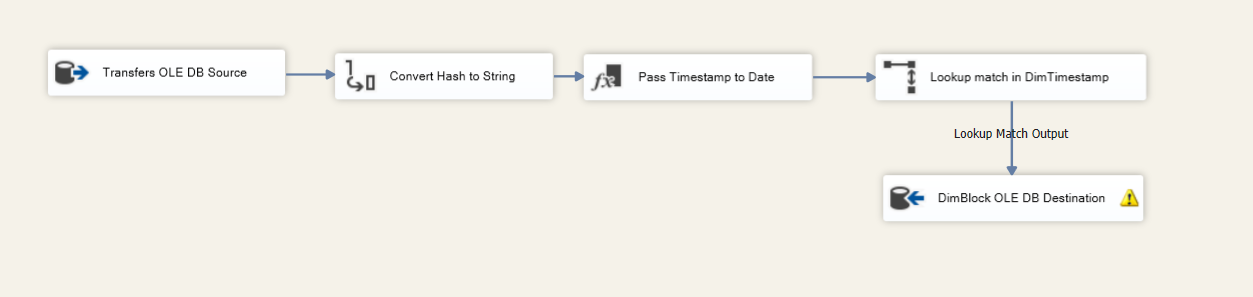 Transfers OLE DB Source
Convert Hash to String
Pass Timestamp to Date
Lookup match in DimTimestamp
Lookup Match Output
DimBlock OLE DB Destination